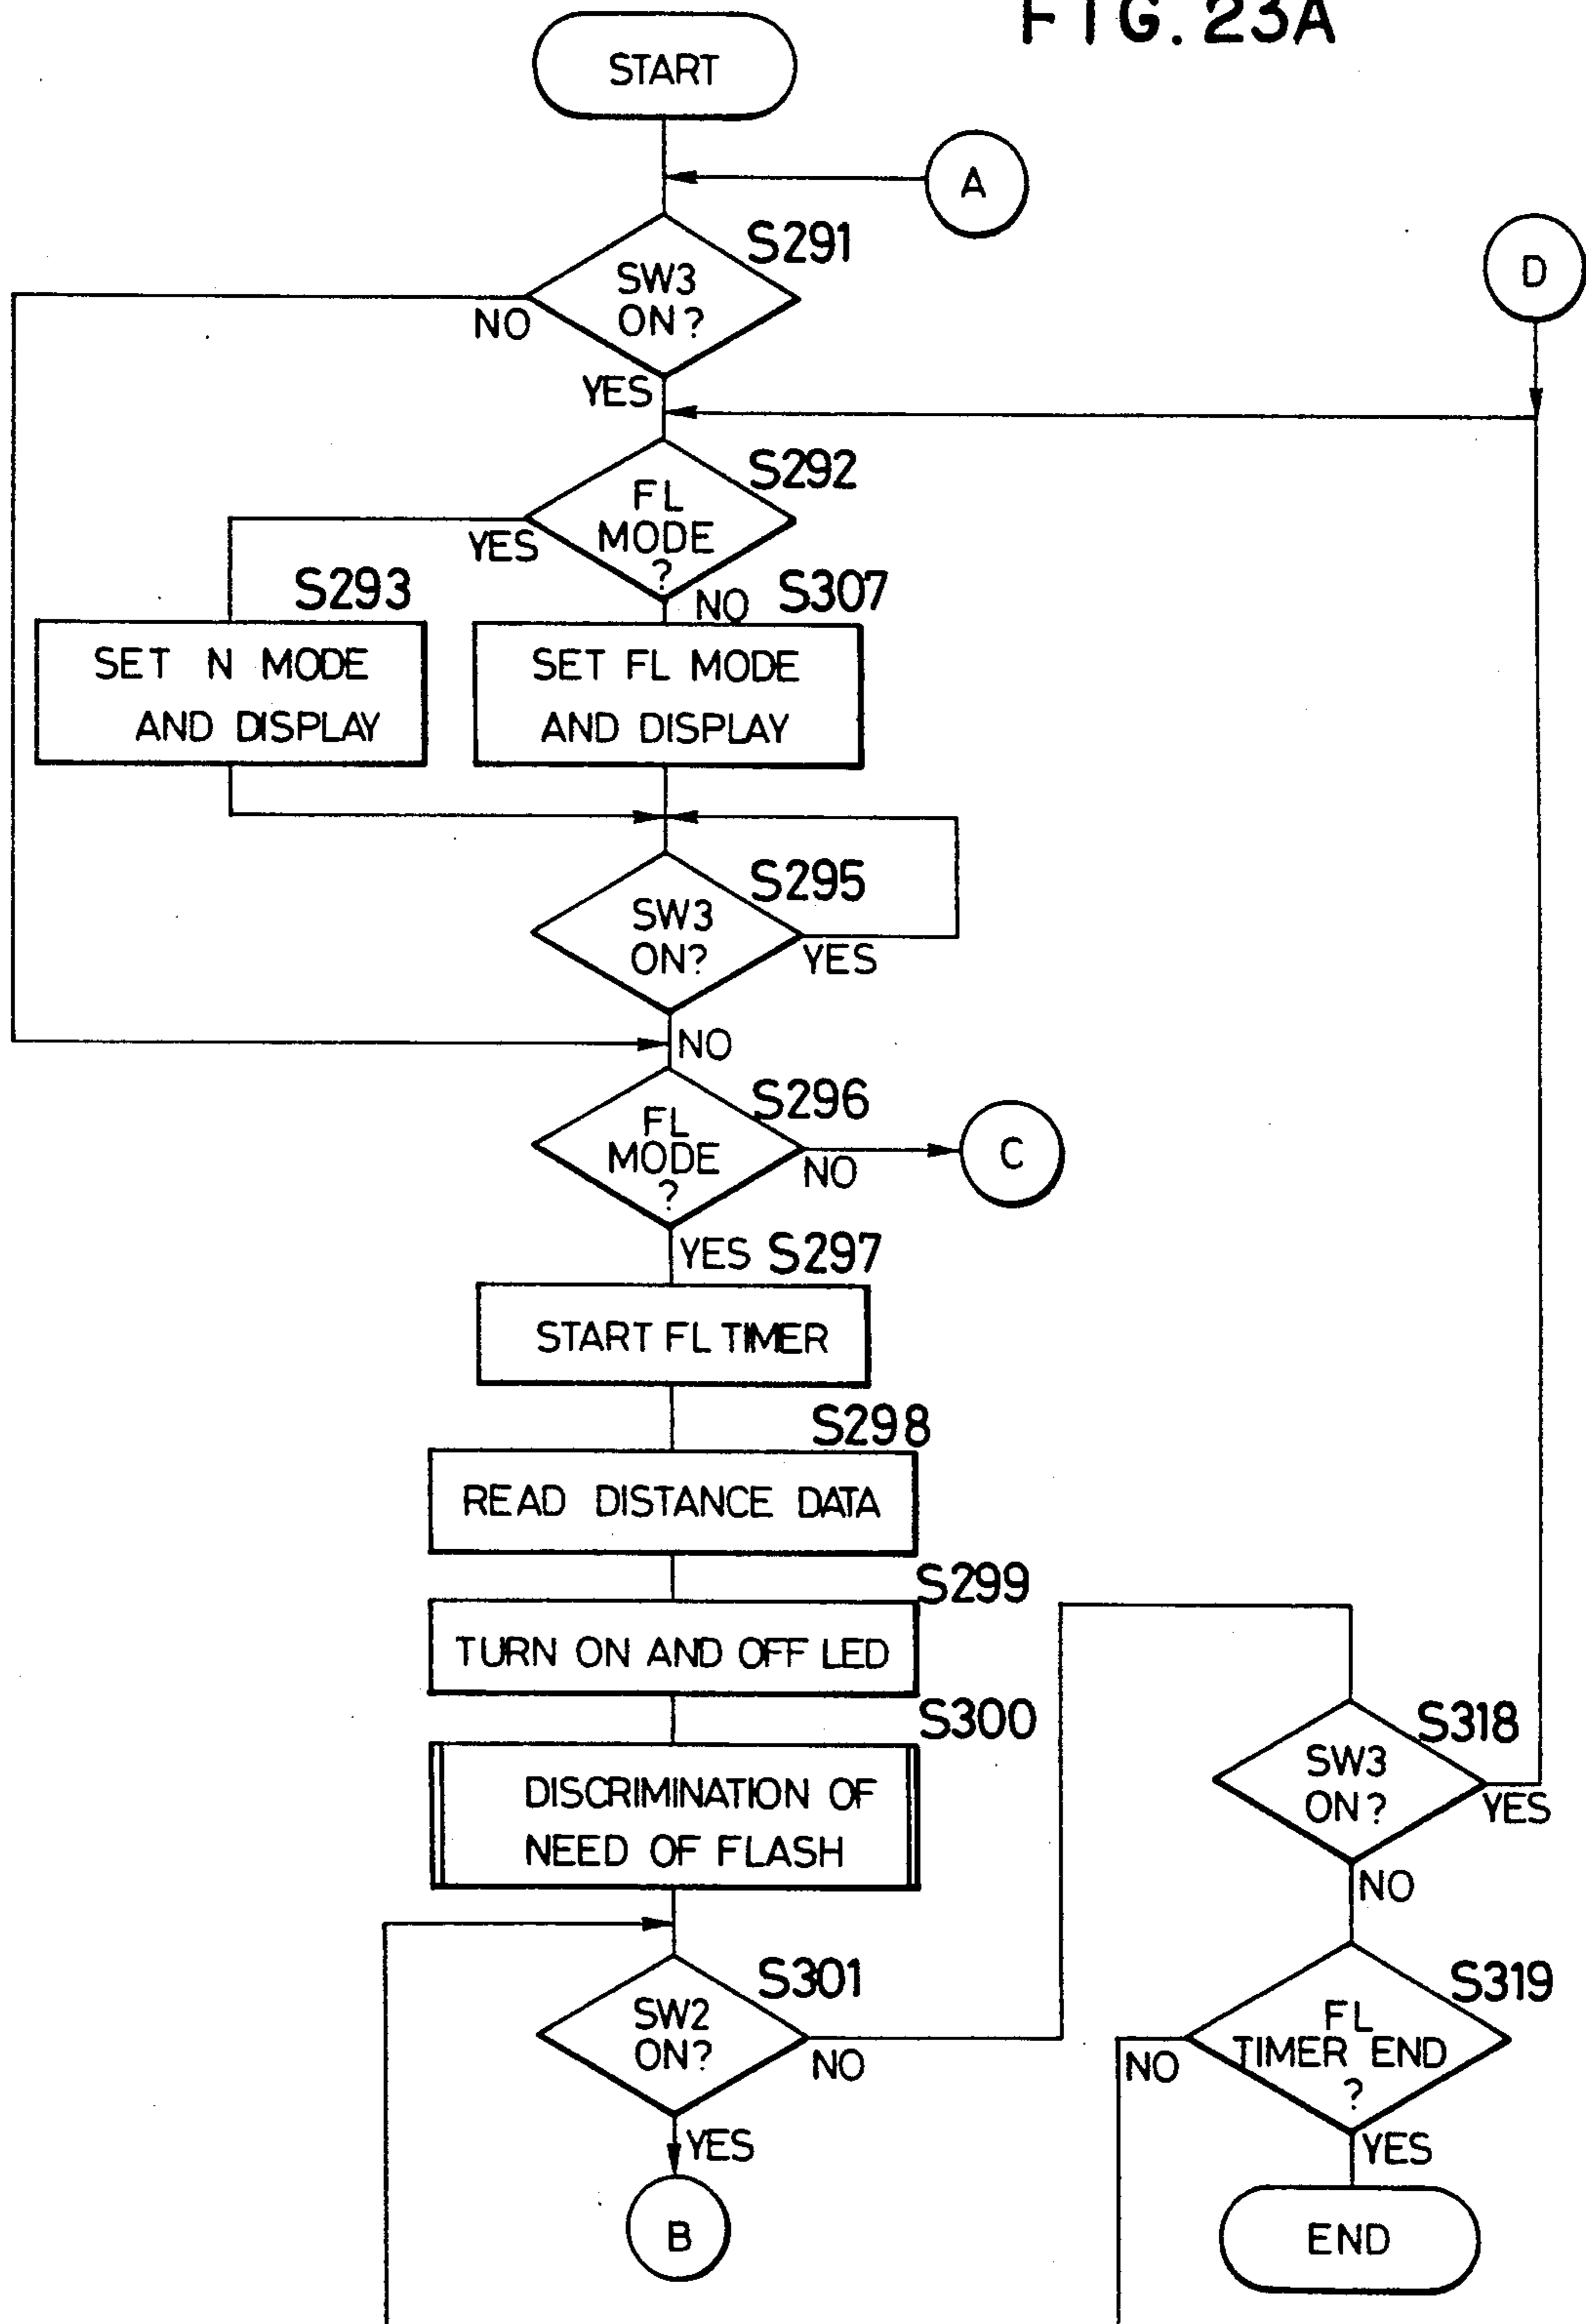 FIG. 23A
START
A
S291
SW3
ON?
NO
YES
D
S292
FL
MODE
?
YES
NO
S293
SET N MODE
AND DISPLAY
S307
SET FL MODE
AND DISPLAY
S295
SW3
ON?
YES
NO
S296
FL
MODE
?
NO
C
YES
S297
START FL TIMER
S298
READ DISTANCE DATA
S299
TURN ON AND OFF LED
S300
DISCRIMINATION OF
NEED OF FLASH
S301
SW2
ON?
NO
YES
B
S318
SW3
ON?
YES
NO
S319
FL
TIMER END
?
NO
YES
END